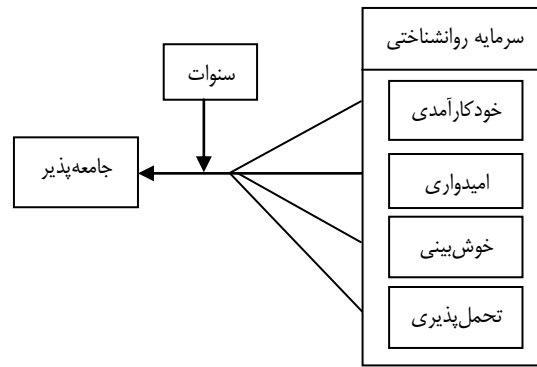 سرمایه روانشناختی
سنوات
خودکارآمدی
جامعه‌پذیر
امیدواری
خوش‌بینی
تحمل‌پذیری